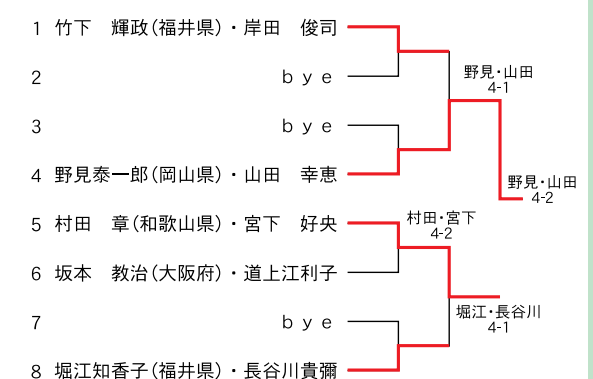 1 竹下　輝政(福井県)・岸田　俊司
2 bye
3 bye
4 野見泰一郎(岡山県)・山田　幸恵
5 村田　章(和歌山県)・宮下　好央
6 坂本　教治(大阪府)・道上江利子
7 bye
8 堀江知香子(福井県)・長谷川貴彌
野見・山田
4-1
野見・山田
4-2
村田・宮下
4-2
堀江・長谷川
4-1